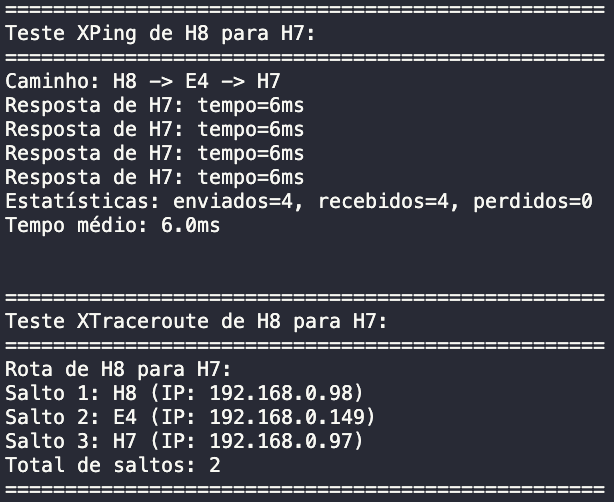 ==================================================
Teste XPing de H8 para H7:
==================================================
Caminho: H8 -> E4 -> H7
Resposta de H7: tempo=6ms
Resposta de H7: tempo=6ms
Resposta de H7: tempo=6ms
Resposta de H7: tempo=6ms
Estatísticas: enviados=4, recebidos=4, perdidos=0
Tempo médio: 6.0ms
==================================================
Teste XTraceroute de H8 para H7:
==================================================
Rota de H8 para H7:
Salto 1: H8 (IP: 192.168.0.98)
Salto 2: E4 (IP: 192.168.0.149)
Salto 3: H7 (IP: 192.168.0.97)
Total de saltos: 2
==================================================